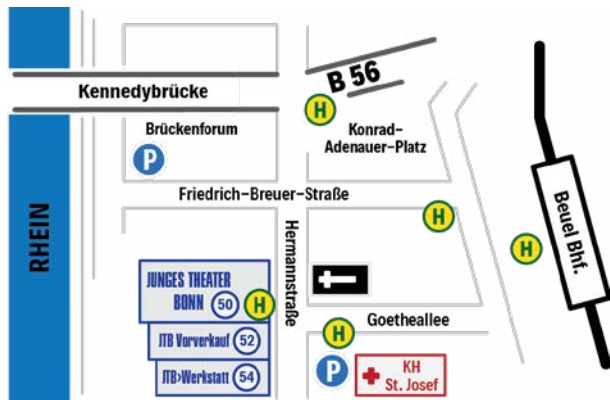 B 56
Kennedybrücke
H
Brückenforum
Konrad-
Adenauer-Platz
P
Friedrich-Breuer-Straße
H
RHEIN
Hermannstraße
Beuel Bhf.
H
JUNGES THEATER
BONN 50
H
Goetheallee
JTB Vorverkauf 52
H
JTB>Werkstatt 54
P
KH
St. Josef